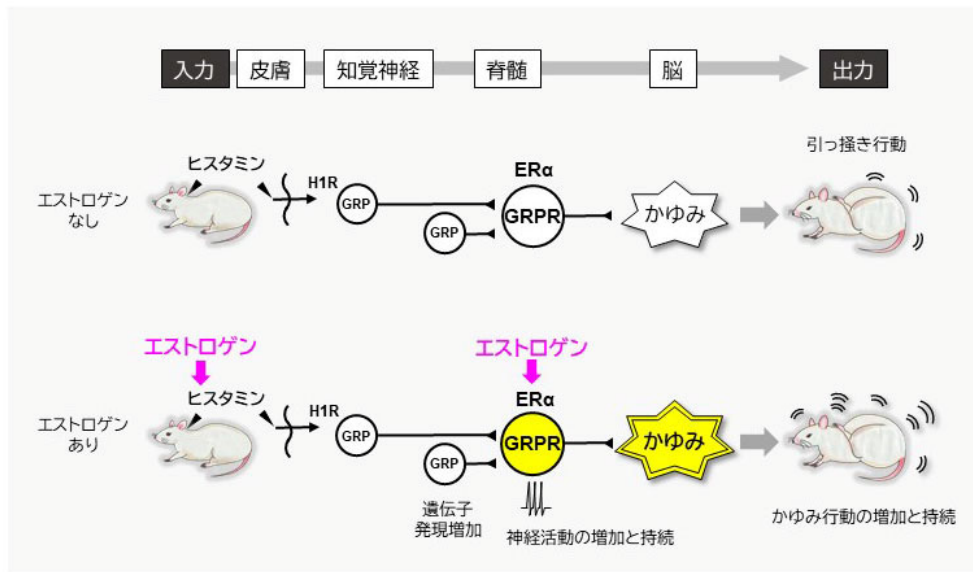 入力 皮膚 知覚神経 脊髄 脳 出力
エストロゲン
なし
ヒスタミン
H1R
GRP
GRP
ERα
GRPR
かゆみ
引っ掻き行動
エストロゲン
エストロゲン
エストロゲン
あり
ヒスタミン
H1R
GRP
GRP
遺伝子
発現増加
ERα
GRPR
神経活動の増加と持続
かゆみ
かゆみ行動の増加と持続